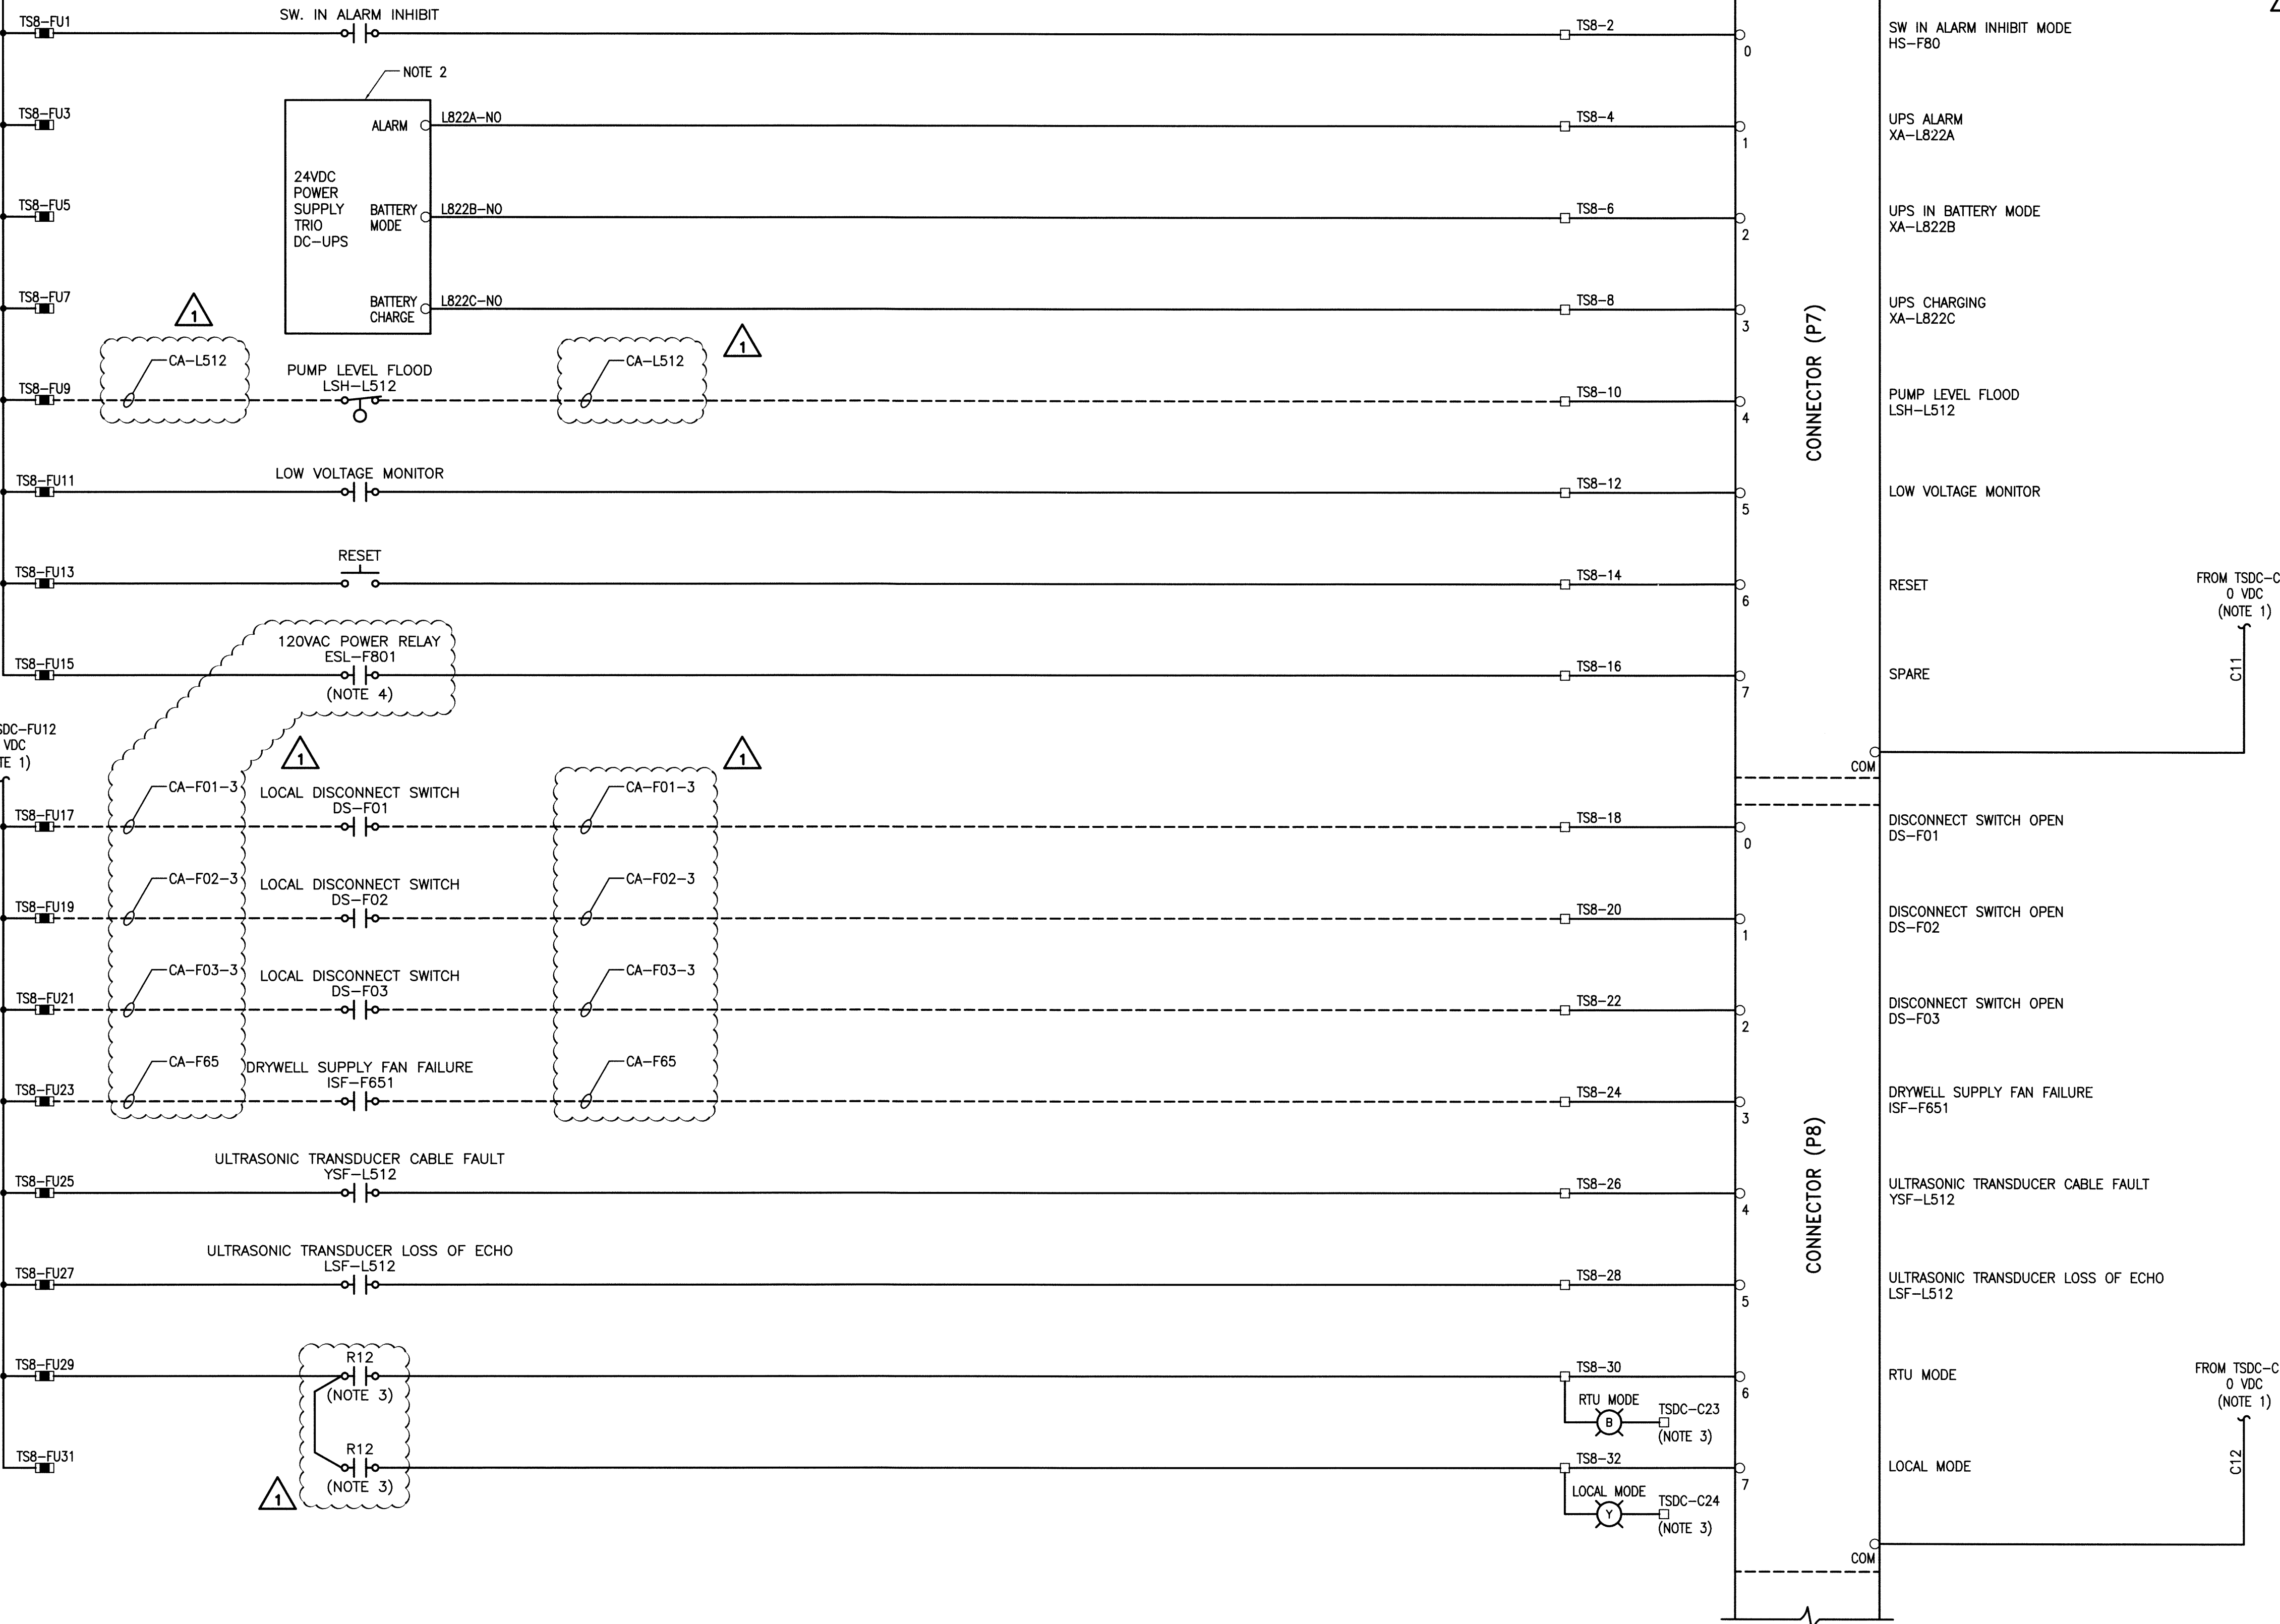 SW. IN ALARM INHIBIT
TS8-FU1
TS8-2
0
SW IN ALARM INHIBIT MODE
HS-F80
NOTE 2
TS8-FU3
ALARM
L822A-NO
TS8-4
1
UPS ALARM
XA-L822A
24VDC
POWER
SUPPLY
TRIO
DC-UPS
TS8-FU5
BATTERY
MODE
L822B-NO
TS8-6
2
UPS IN BATTERY MODE
XA-L822B
TS8-FU7
BATTERY
CHARGE
L822C-NO
TS8-8
3
UPS CHARGING
XA-L822C
1
1
CONNECTOR (P7)
CA-L512
PUMP LEVEL FLOOD
LSH-L512
CA-L512
TS8-FU9
TS8-10
4
PUMP LEVEL FLOOD
LSH-L512
TS8-FU11
LOW VOLTAGE MONITOR
TS8-12
5
LOW VOLTAGE MONITOR
TS8-FU13
RESET
TS8-14
6
RESET
FROM TSDC-C
0 VDC
(NOTE 1)
C11
120VAC POWER RELAY
ESL-F801
(NOTE 4)
TS8-FU15
TS8-16
7
SPARE
COM
SDC-FU12
VDC
TE 1)
1
1
CA-F01-3
LOCAL DISCONNECT SWITCH
DS-F01
CA-F01-3
TS8-FU17
TS8-18
0
DISCONNECT SWITCH OPEN
DS-F01
CA-F02-3
LOCAL DISCONNECT SWITCH
DS-F02
CA-F02-3
TS8-FU19
TS8-20
1
DISCONNECT SWITCH OPEN
DS-F02
CA-F03-3
LOCAL DISCONNECT SWITCH
DS-F03
CA-F03-3
TS8-FU21
TS8-22
2
DISCONNECT SWITCH OPEN
DS-F03
CA-F65
DRYWELL SUPPLY FAN FAILURE
ISF-F651
CA-F65
TS8-FU23
TS8-24
3
DRYWELL SUPPLY FAN FAILURE
ISF-F651
CONNECTOR (P8)
ULTRASONIC TRANSDUCER CABLE FAULT
YSF-L512
TS8-FU25
TS8-26
4
ULTRASONIC TRANSDUCER CABLE FAULT
YSF-L512
ULTRASONIC TRANSDUCER LOSS OF ECHO
LSF-L512
TS8-FU27
TS8-28
5
ULTRASONIC TRANSDUCER LOSS OF ECHO
LSF-L512
TS8-FU29
R12
(NOTE 3)
TS8-30
6
RTU MODE
RTU MODE
B
TSDC-C23
(NOTE 3)
FROM TSDC-C
0 VDC
(NOTE 1)
C12
TS8-FU31
R12
(NOTE 3)
1
TS8-32
7
LOCAL MODE
LOCAL MODE
Y
TSDC-C24
(NOTE 3)
COM